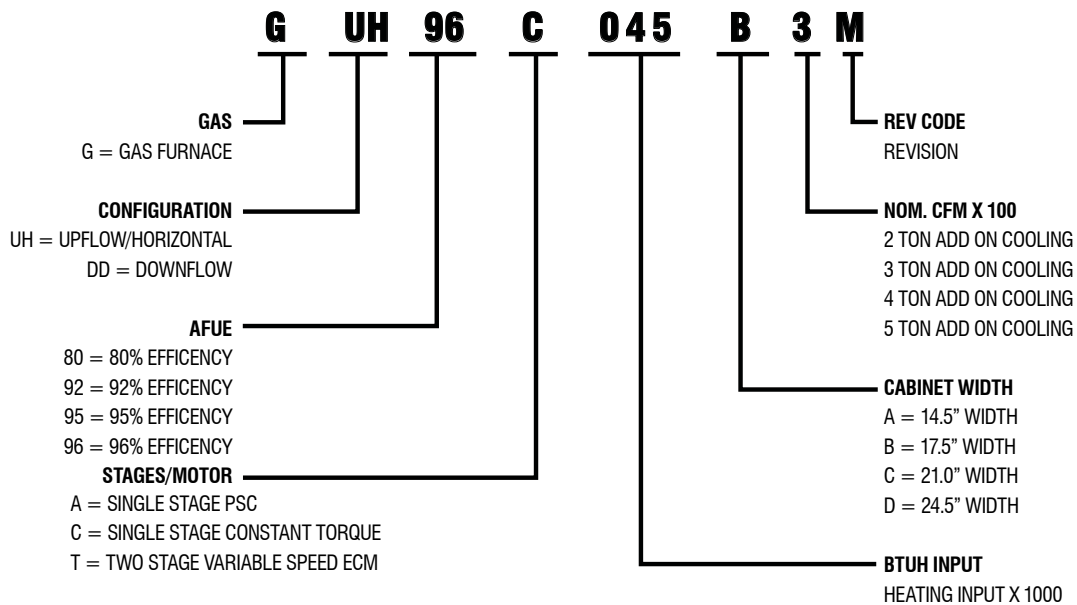 G UH 96 C 045 B 3 M
GAS
G = GAS FURNACE
CONFIGURATION
UH = UPFLOW/HORIZONTAL
DD = DOWNFLOW
AFUE
80 = 80% EFFICENCY
92 = 92% EFFICENCY
95 = 95% EFFICENCY
96 = 96% EFFICENCY
STAGES/MOTOR
A = SINGLE STAGE PSC
C = SINGLE STAGE CONSTANT TORQUE
T = TWO STAGE VARIABLE SPEED ECM
REV CODE
REVISION
NOM. CFM X 100
2 TON ADD ON COOLING
3 TON ADD ON COOLING
4 TON ADD ON COOLING
5 TON ADD ON COOLING
CABINET WIDTH
A = 14.5” WIDTH
B = 17.5” WIDTH
C = 21.0” WIDTH
D = 24.5” WIDTH
BTUH INPUT
HEATING INPUT X 1000